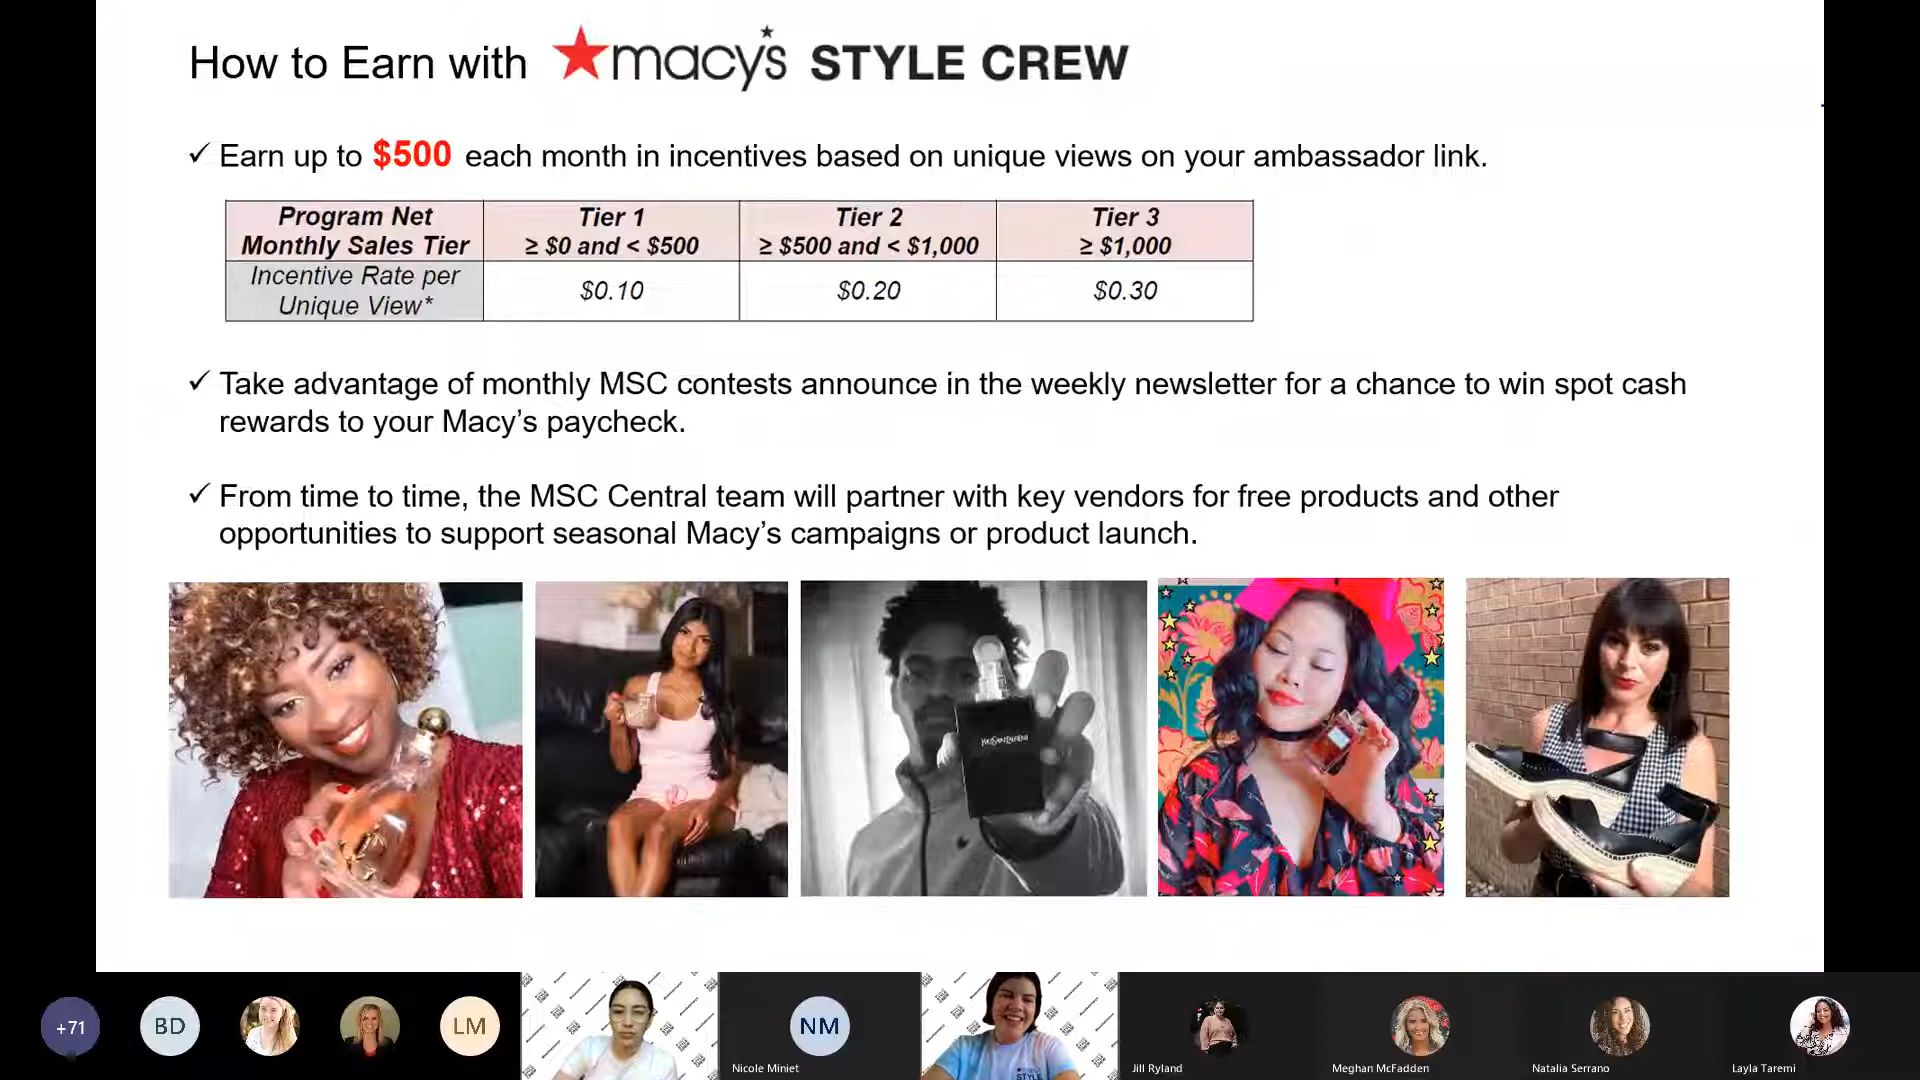 How to Earn with macy's STYLE CREW
✓ Earn up to $500 each month in incentives based on unique views on your ambassador link.
Program Net
Monthly Sales Tier
Tier 1
≥ $0 and < $500
Tier 2
≥ $500 and < $1,000
Tier 3
≥ $1,000
Incentive Rate per
Unique View*
$0.10
$0.20
$0.30
✓ Take advantage of monthly MSC contests announce in the weekly newsletter for a chance to win spot cash
rewards to your Macy’s paycheck.
✓ From time to time, the MSC Central team will partner with key vendors for free products and other
opportunities to support seasonal Macy’s campaigns or product launch.
YVESSAINTLAURENT
+71
BD
LM
NM
Nicole Miniet
STYLE
Jill Ryland
Meghan McFadden
Natalia Serrano
Layla Taremi